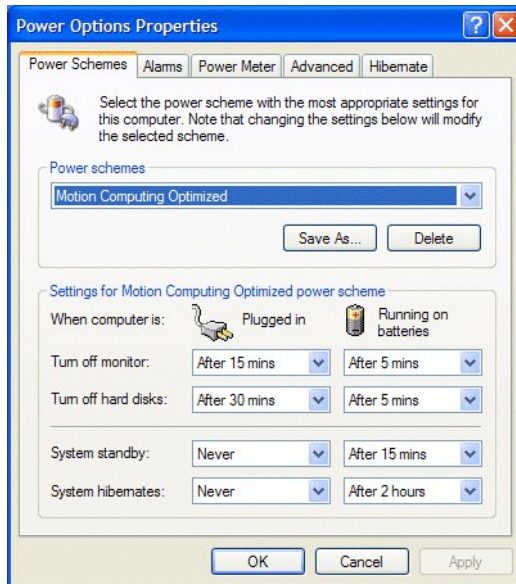 Power Options Properties
Power Schemes Alarms Power Meter Advanced Hibernate
Select the power scheme with the most appropriate settings for
this computer. Note that changing the settings below will modify
the selected scheme.
Power schemes
Motion Computing Optimized
Save As... Delete
Settings for Motion Computing Optimized power scheme
When computer is: Plugged in Running on
batteries
Turn off monitor: After 15 mins After 5 mins
Turn off hard disks: After 30 mins After 5 mins
System standby: Never After 15 mins
System hibernates: Never After 2 hours
OK Cancel Apply